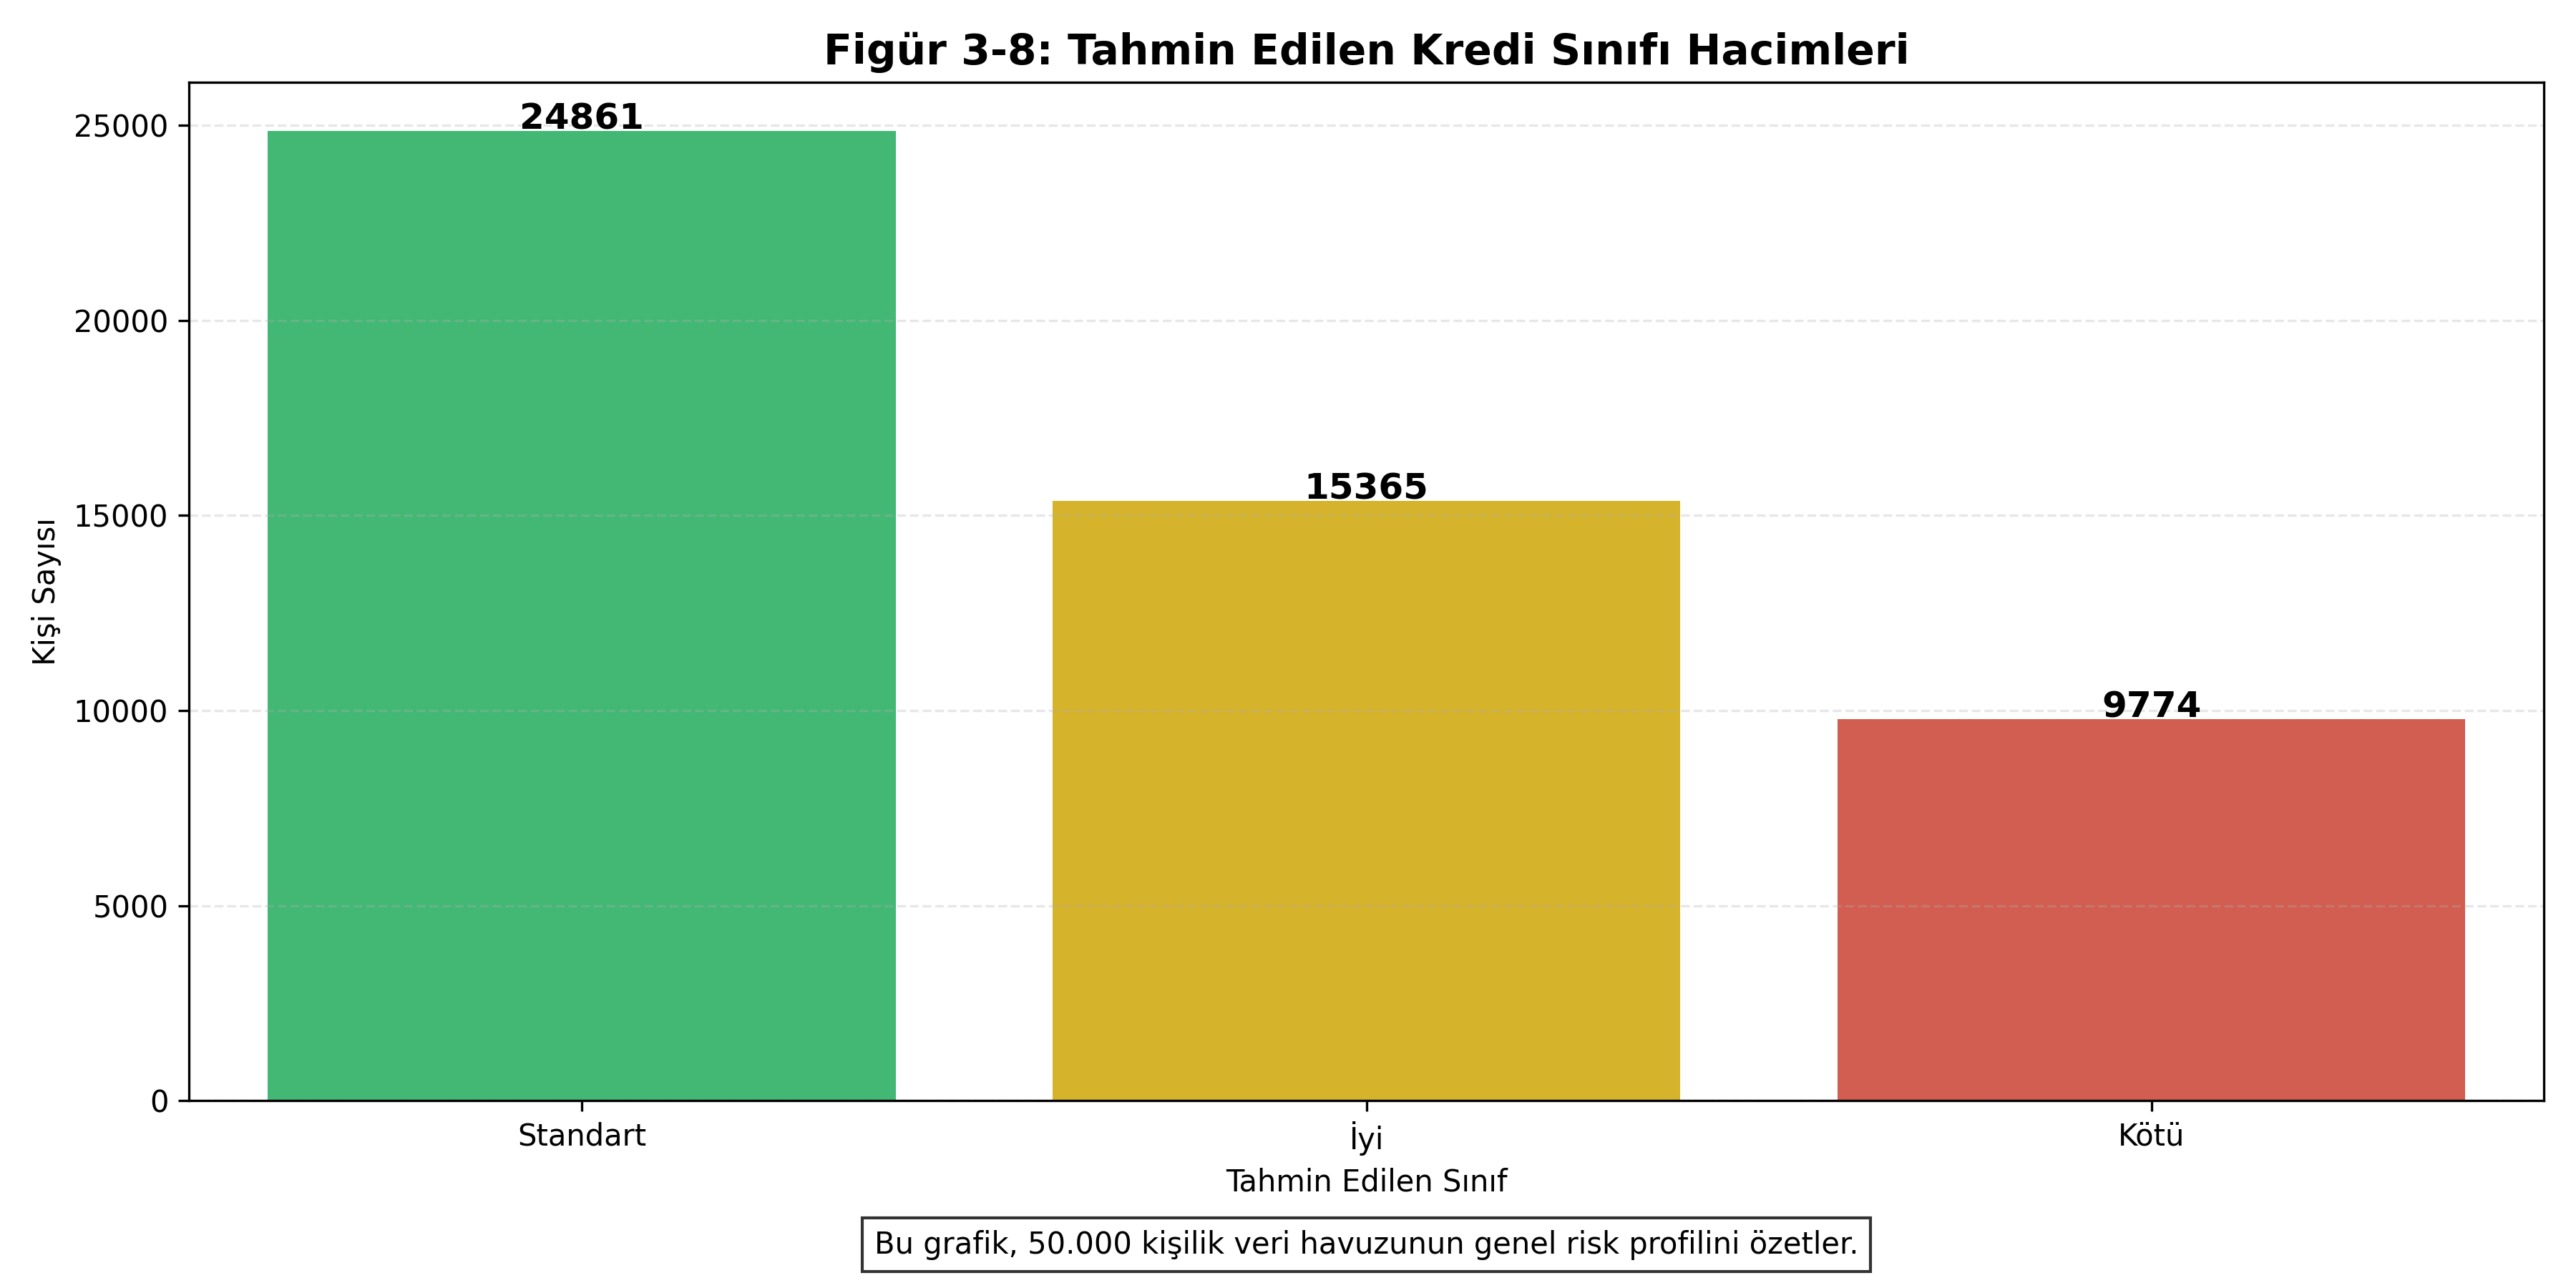 Figür 3-8: Tahmin Edilen Kredi Sınıfı Hacimleri
25000
20000
15000
10000
5000
0
Kişi Sayısı
24861
15365
9774
Standart
İyi
Kötü
Tahmin Edilen Sınıf
Bu grafik, 50.000 kişilik veri havuzunun genel risk profilini özetler.